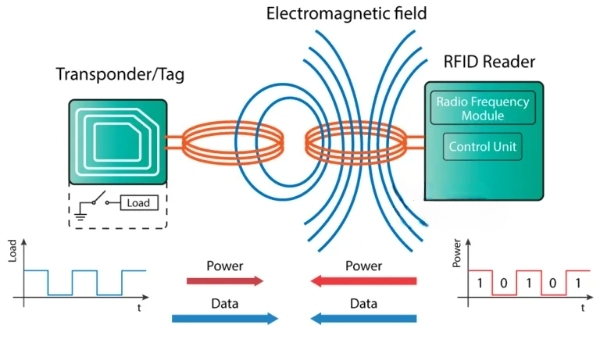 Electromagnetic field
Transponder/Tag
RFID Reader
Radio Frequency
Module
Control Unit
Load
Load
t
Power
Power
Data
Data
Power
1 0 1 0 1
t